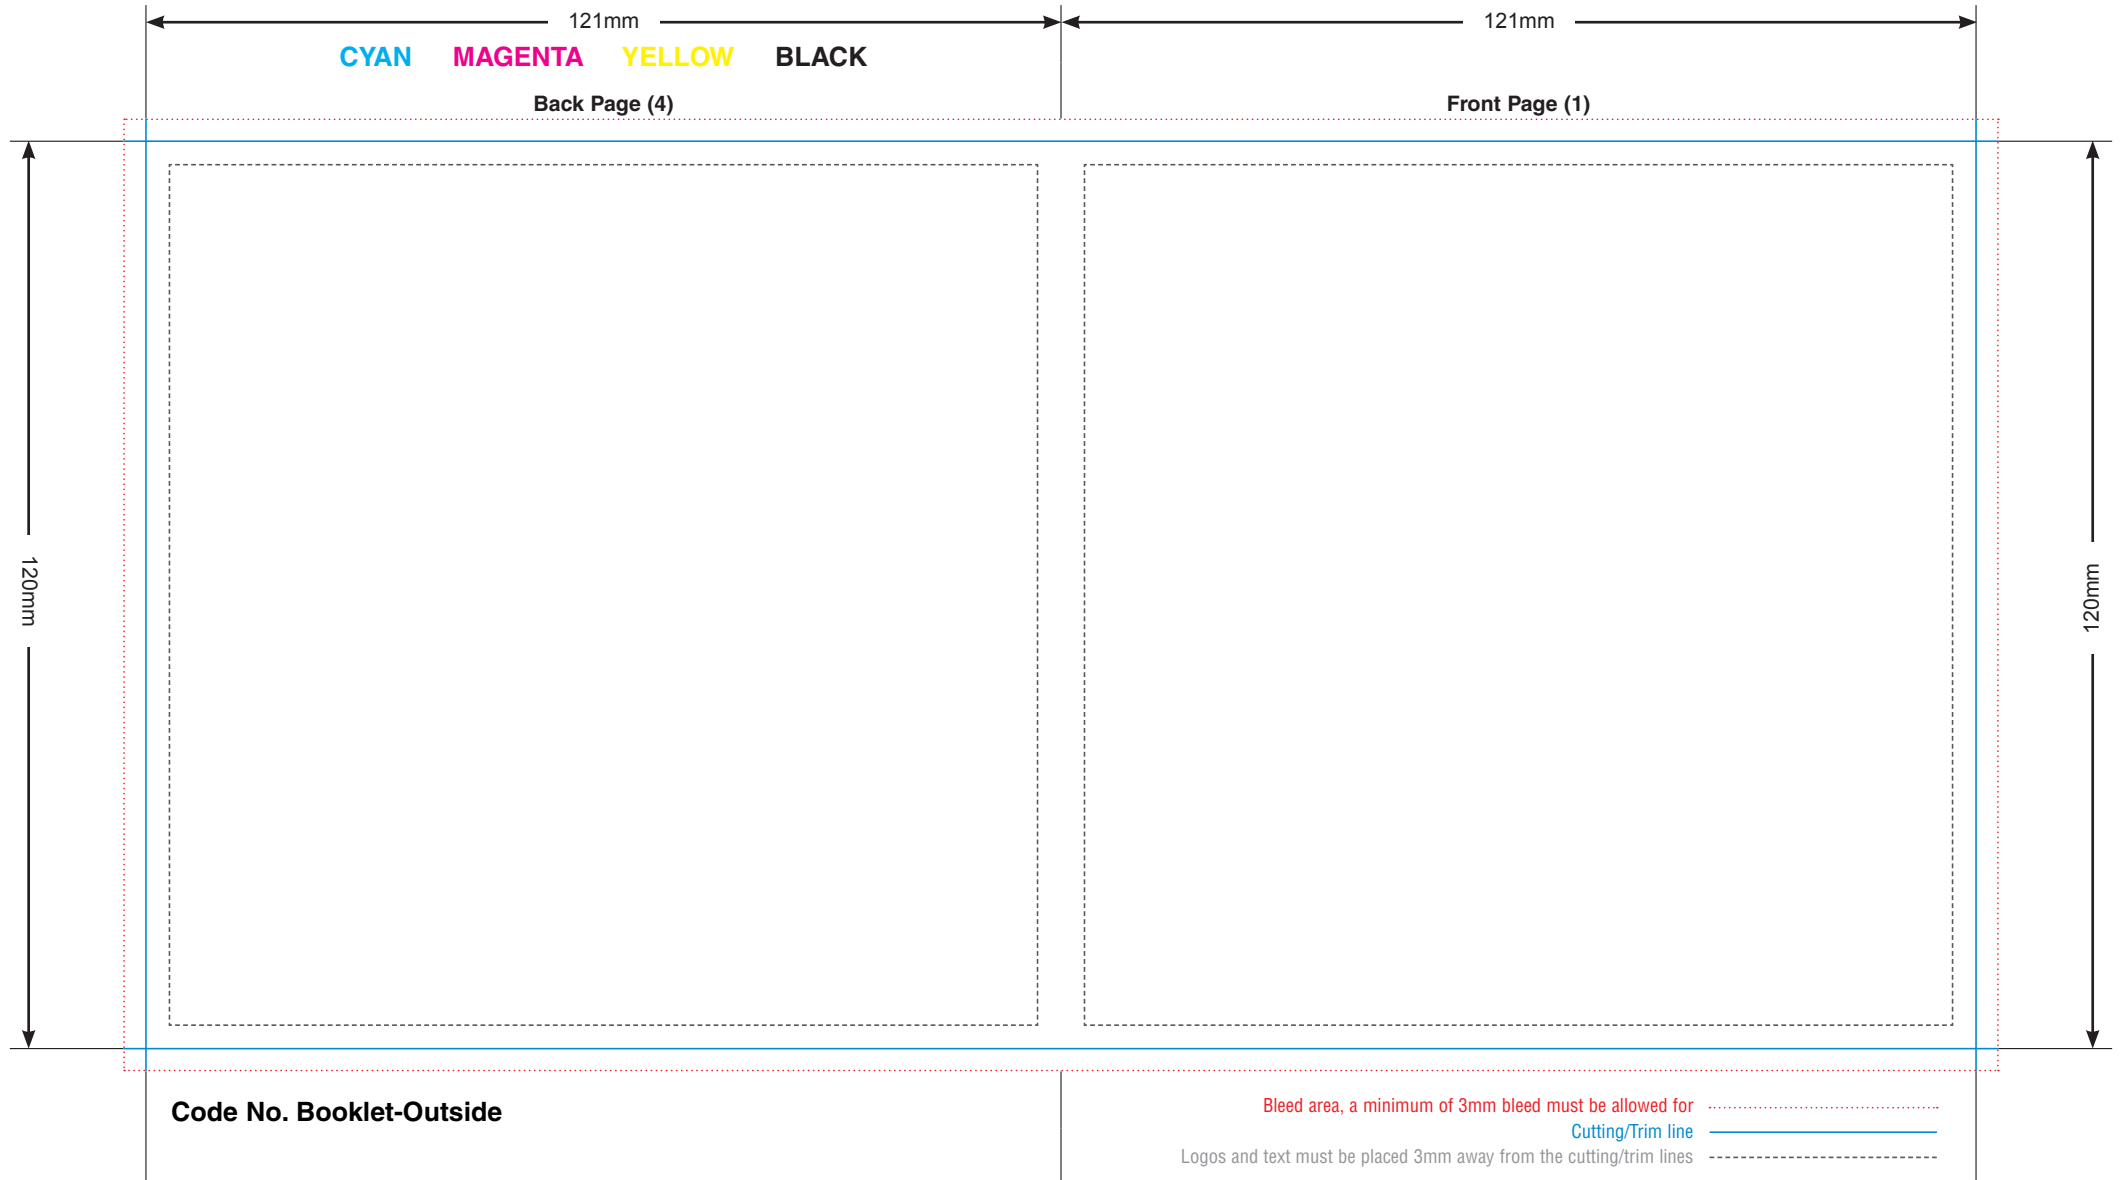 121mm 121mm
CYAN MAGENTA YELLOW BLACK
Back Page (4) Front Page (1)
120mm
120mm
Code No. Booklet-Outside
Bleed area, a minimum of 3mm bleed must be allowed for
Cutting/Trim line
Logos and text must be placed 3mm away from the cutting/trim lines